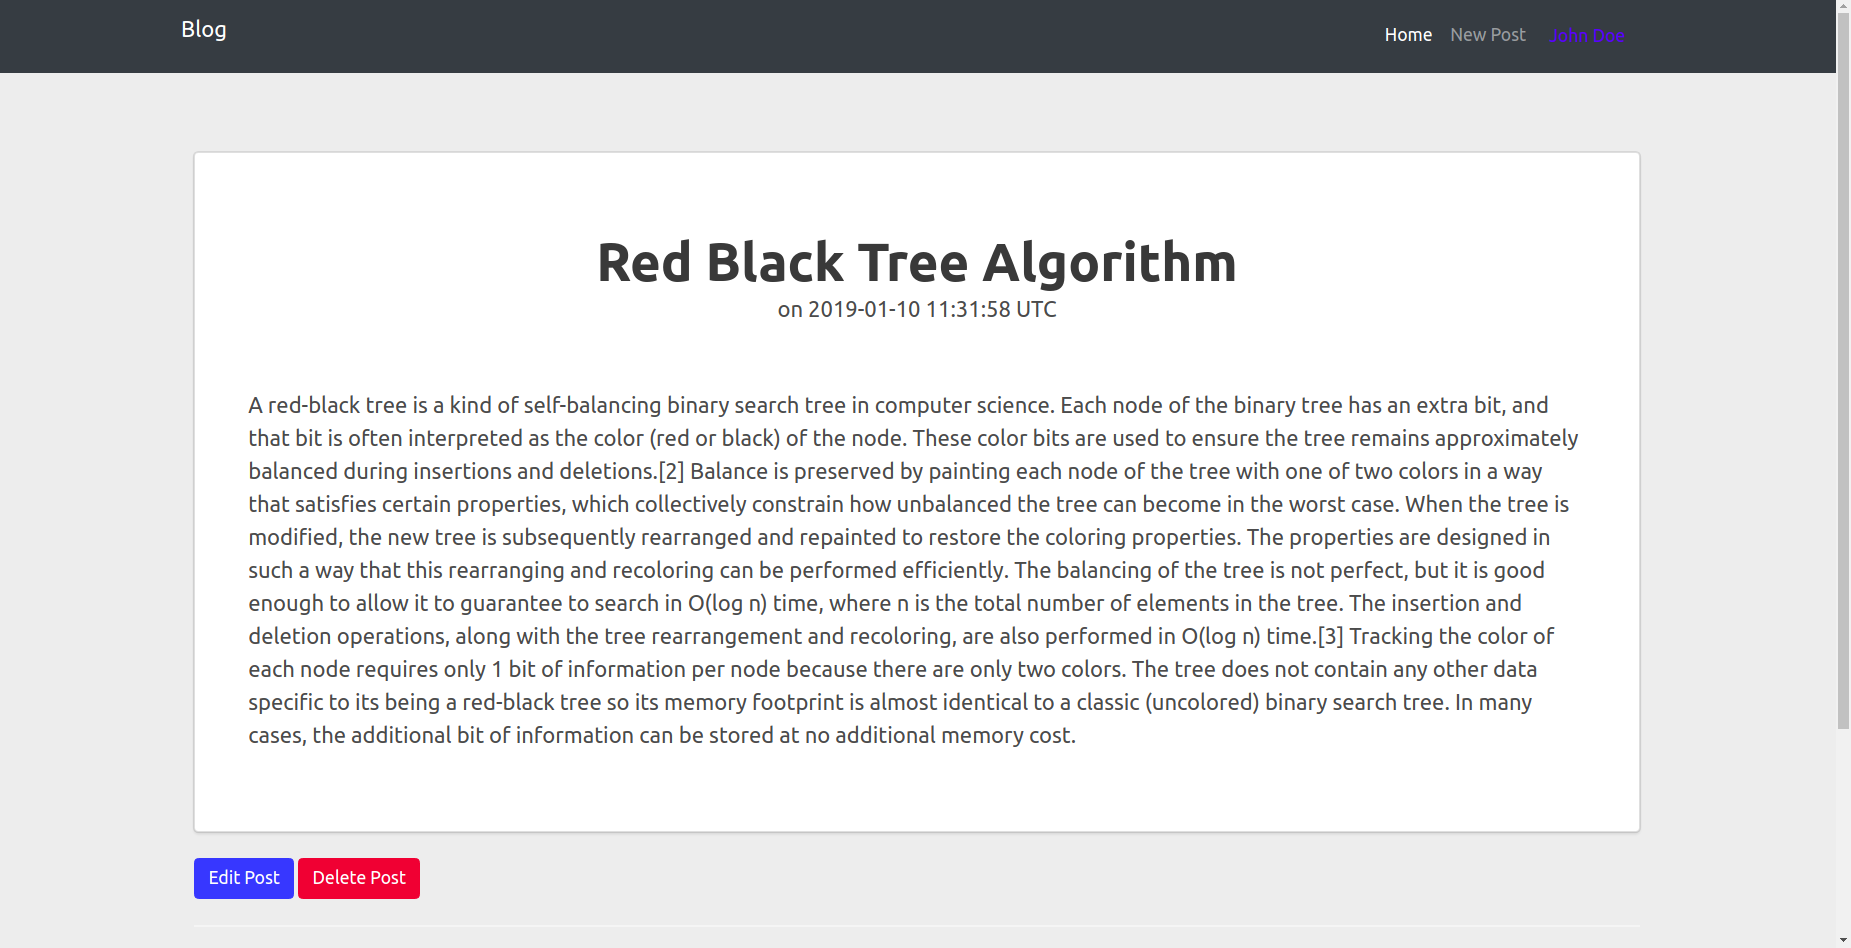 Blog
Home New Post John Doe
Red Black Tree Algorithm
on 2019-01-10 11:31:58 UTC
A red-black tree is a kind of self-balancing binary search tree in computer science. Each node of the binary tree has an extra bit, and
that bit is often interpreted as the color (red or black) of the node. These color bits are used to ensure the tree remains approximately
balanced during insertions and deletions.[2] Balance is preserved by painting each node of the tree with one of two colors in a way
that satisfies certain properties, which collectively constrain how unbalanced the tree can become in the worst case. When the tree is
modified, the new tree is subsequently rearranged and repainted to restore the coloring properties. The properties are designed in
such a way that this rearranging and recoloring can be performed efficiently. The balancing of the tree is not perfect, but it is good
enough to allow it to guarantee to search in O(log n) time, where n is the total number of elements in the tree. The insertion and
deletion operations, along with the tree rearrangement and recoloring, are also performed in O(log n) time.[3] Tracking the color of
each node requires only 1 bit of information per node because there are only two colors. The tree does not contain any other data
specific to its being a red-black tree so its memory footprint is almost identical to a classic (uncolored) binary search tree. In many
cases, the additional bit of information can be stored at no additional memory cost.
Edit Post Delete Post